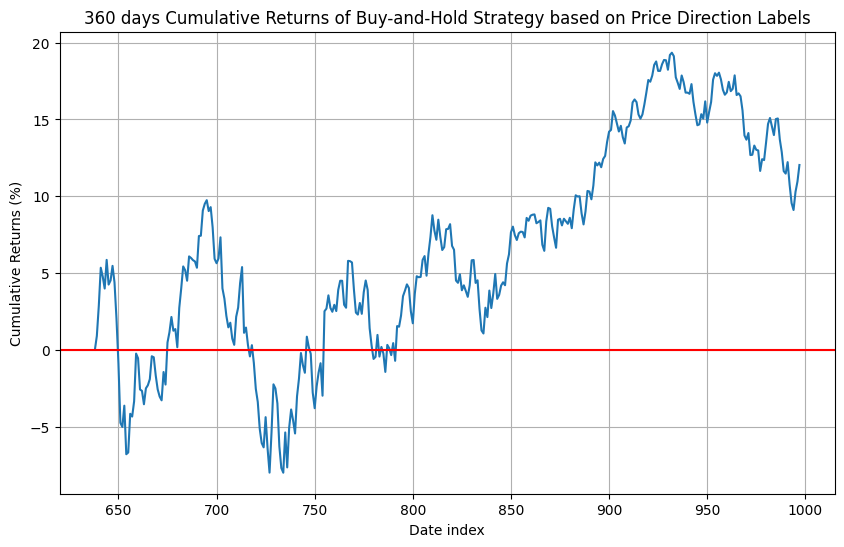 360 days Cumulative Returns of Buy-and-Hold Strategy based on Price Direction Labels
20
15
10
5
0
−5
Cumulative Returns (%)
650 700 750 800 850 900 950 1000
Date index